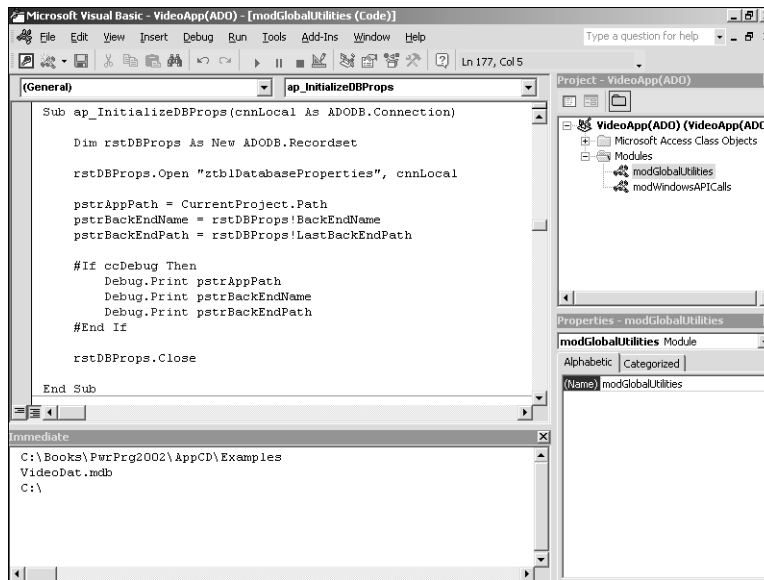 Microsoft Visual Basic - VideoApp(ADO) - [modGlobalUtilities (Code)]
File Edit View Insert Debug Run Tools Add-Ins Window Help
Type a question for help
Ln 177, Col 5
(General)
ap_InitializeDBProps
Sub ap_InitializeDBProps(cnnLocal As ADODB.Connection)
Dim rstDBProps As New ADODB.Recordset
rstDBProps.Open "ztblDatabaseProperties", cnnLocal
pstrAppPath = CurrentProject.Path
pstrBackEndName = rstDBProps!BackEndName
pstrBackEndPath = rstDBProps!LastBackEndPath
#If ccDebug Then
Debug.Print pstrAppPath
Debug.Print pstrBackEndName
Debug.Print pstrBackEndPath
#End If
rstDBProps.Close
End Sub
Immediate
C:\Books\PwrPrg2002\AppCD\Examples
VideoDat.mdb
C:\
Project - VideoApp(ADO)
VideoApp(ADO) (VideoApp(ADO
Microsoft Access Class Objects
Modules
modGlobalUtilities
modWindowsAPICalls
Properties - modGlobalUtilities
modGlobalUtilities Module
Alphabetic Categorized
(Name) modGlobalUtilities